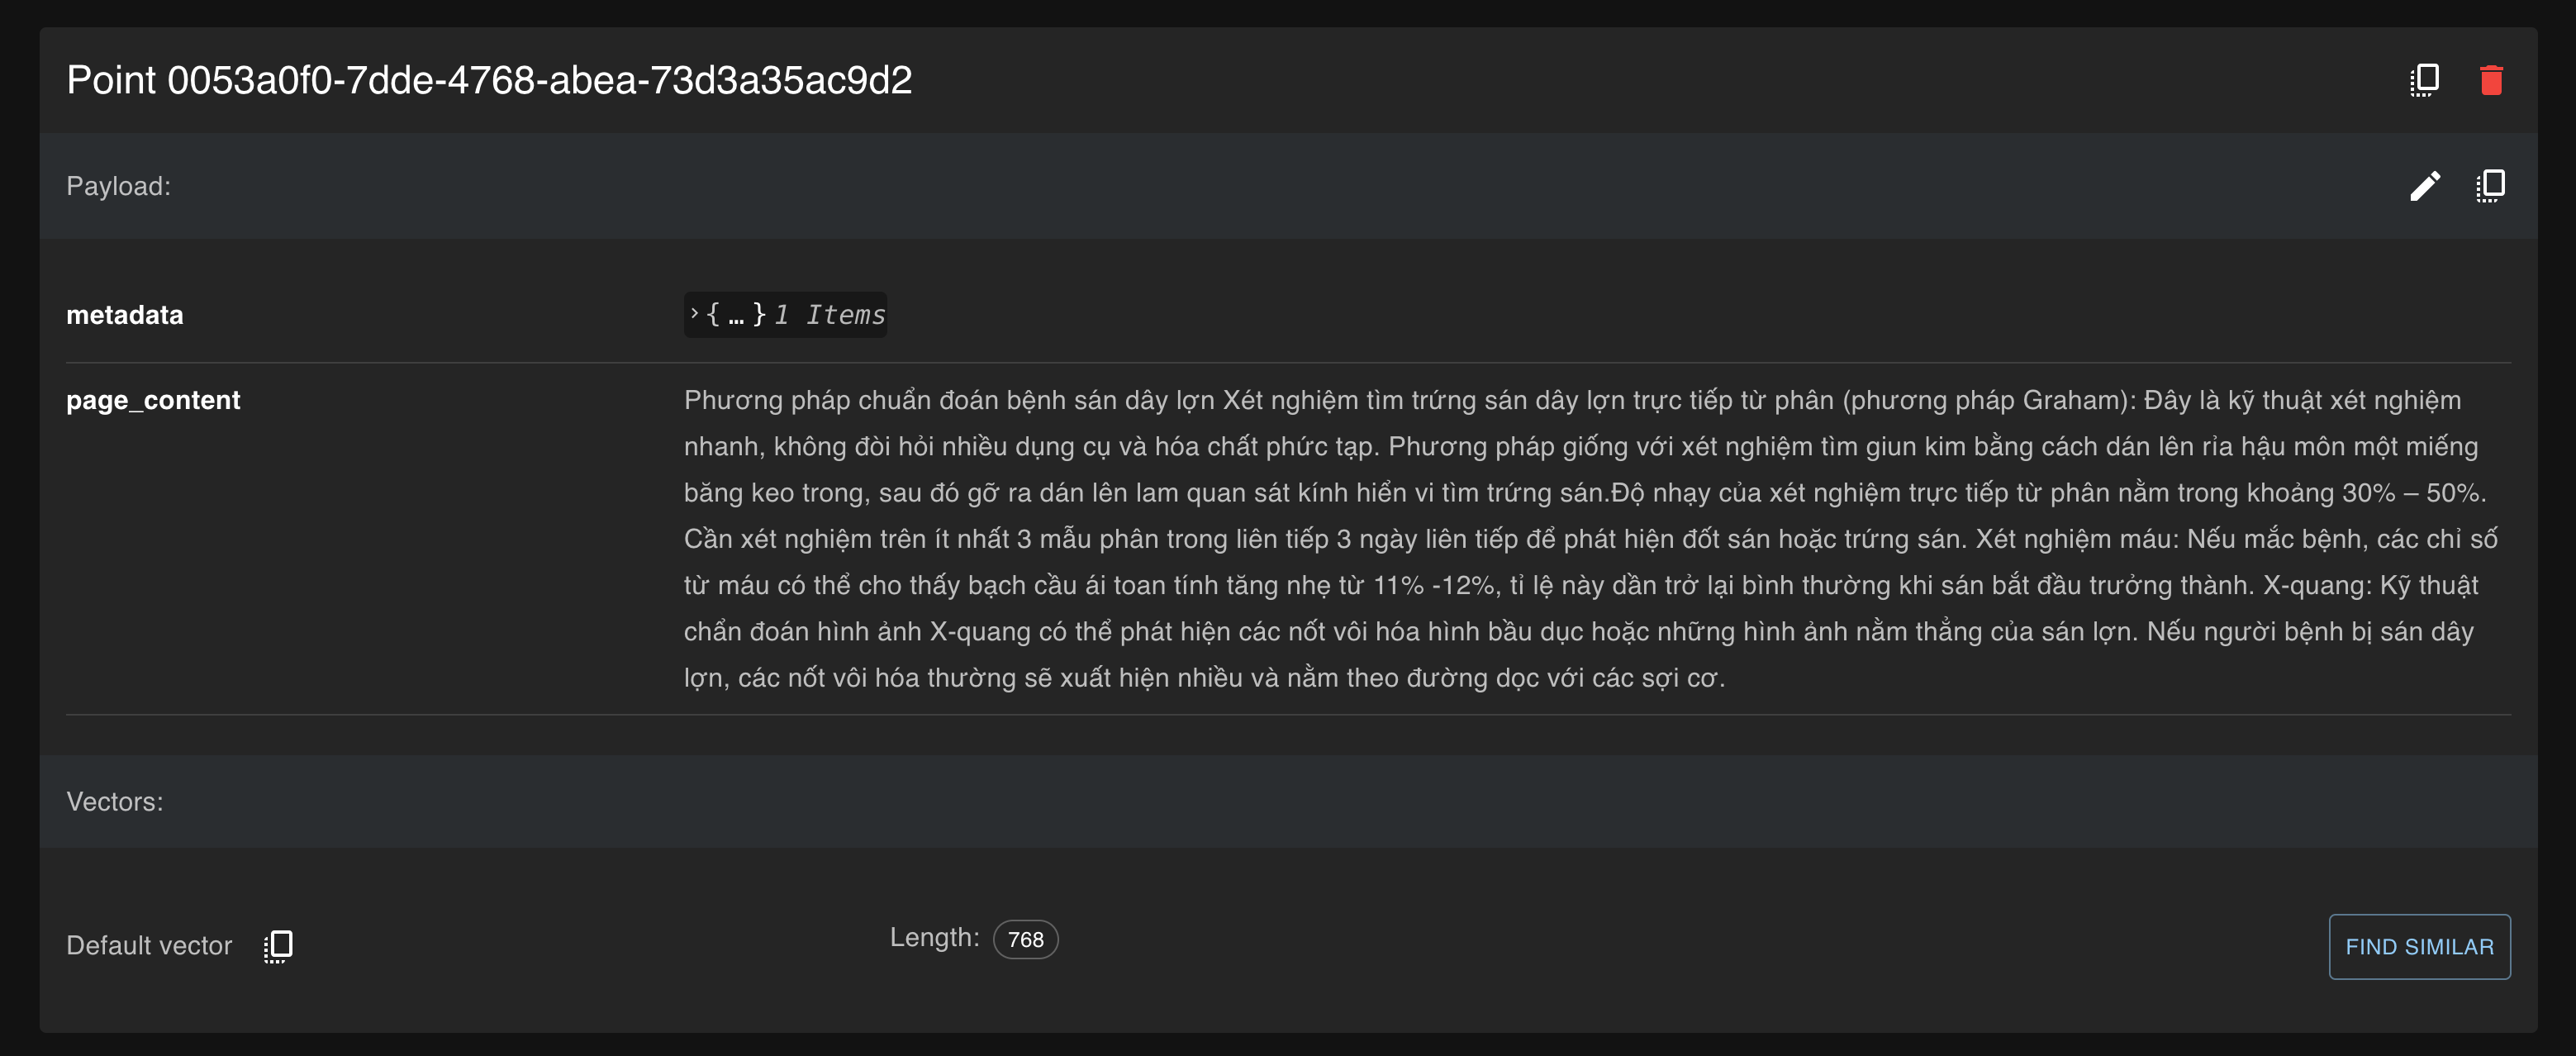 Point 0053a0f0-7dde-4768-abea-73d3a35ac9d2
Payload:
metadata
{ … } 1 Items
page_content
Phương pháp chuẩn đoán bệnh sán dây lợn Xét nghiệm tìm trứng sán dây lợn trực tiếp từ phân (phương pháp Graham): Đây là kỹ thuật xét nghiệm
nhanh, không đòi hỏi nhiều dụng cụ và hóa chất phức tạp. Phương pháp giống với xét nghiệm tìm giun kim bằng cách dán lên rỉa hậu môn một miếng
băng keo trong, sau đó gỡ ra dán lên lam quan sát kính hiển vi tìm trứng sán.Độ nhạy của xét nghiệm trực tiếp từ phân nằm trong khoảng 30% – 50%.
Cần xét nghiệm trên ít nhất 3 mẫu phân trong liên tiếp 3 ngày liên tiếp để phát hiện đốt sán hoặc trứng sán. Xét nghiệm máu: Nếu mắc bệnh, các chỉ số
từ máu có thể cho thấy bạch cầu ái toan tính tăng nhẹ từ 11% -12%, tỉ lệ này dần trở lại bình thường khi sán bắt đầu trưởng thành. X-quang: Kỹ thuật
chẩn đoán hình ảnh X-quang có thể phát hiện các nốt vôi hóa hình bầu dục hoặc những hình ảnh nằm thẳng của sán lợn. Nếu người bệnh bị sán dây
lợn, các nốt vôi hóa thường sẽ xuất hiện nhiều và nằm theo đường dọc với các sợi cơ.
Vectors:
Default vector
Length: 768
FIND SIMILAR